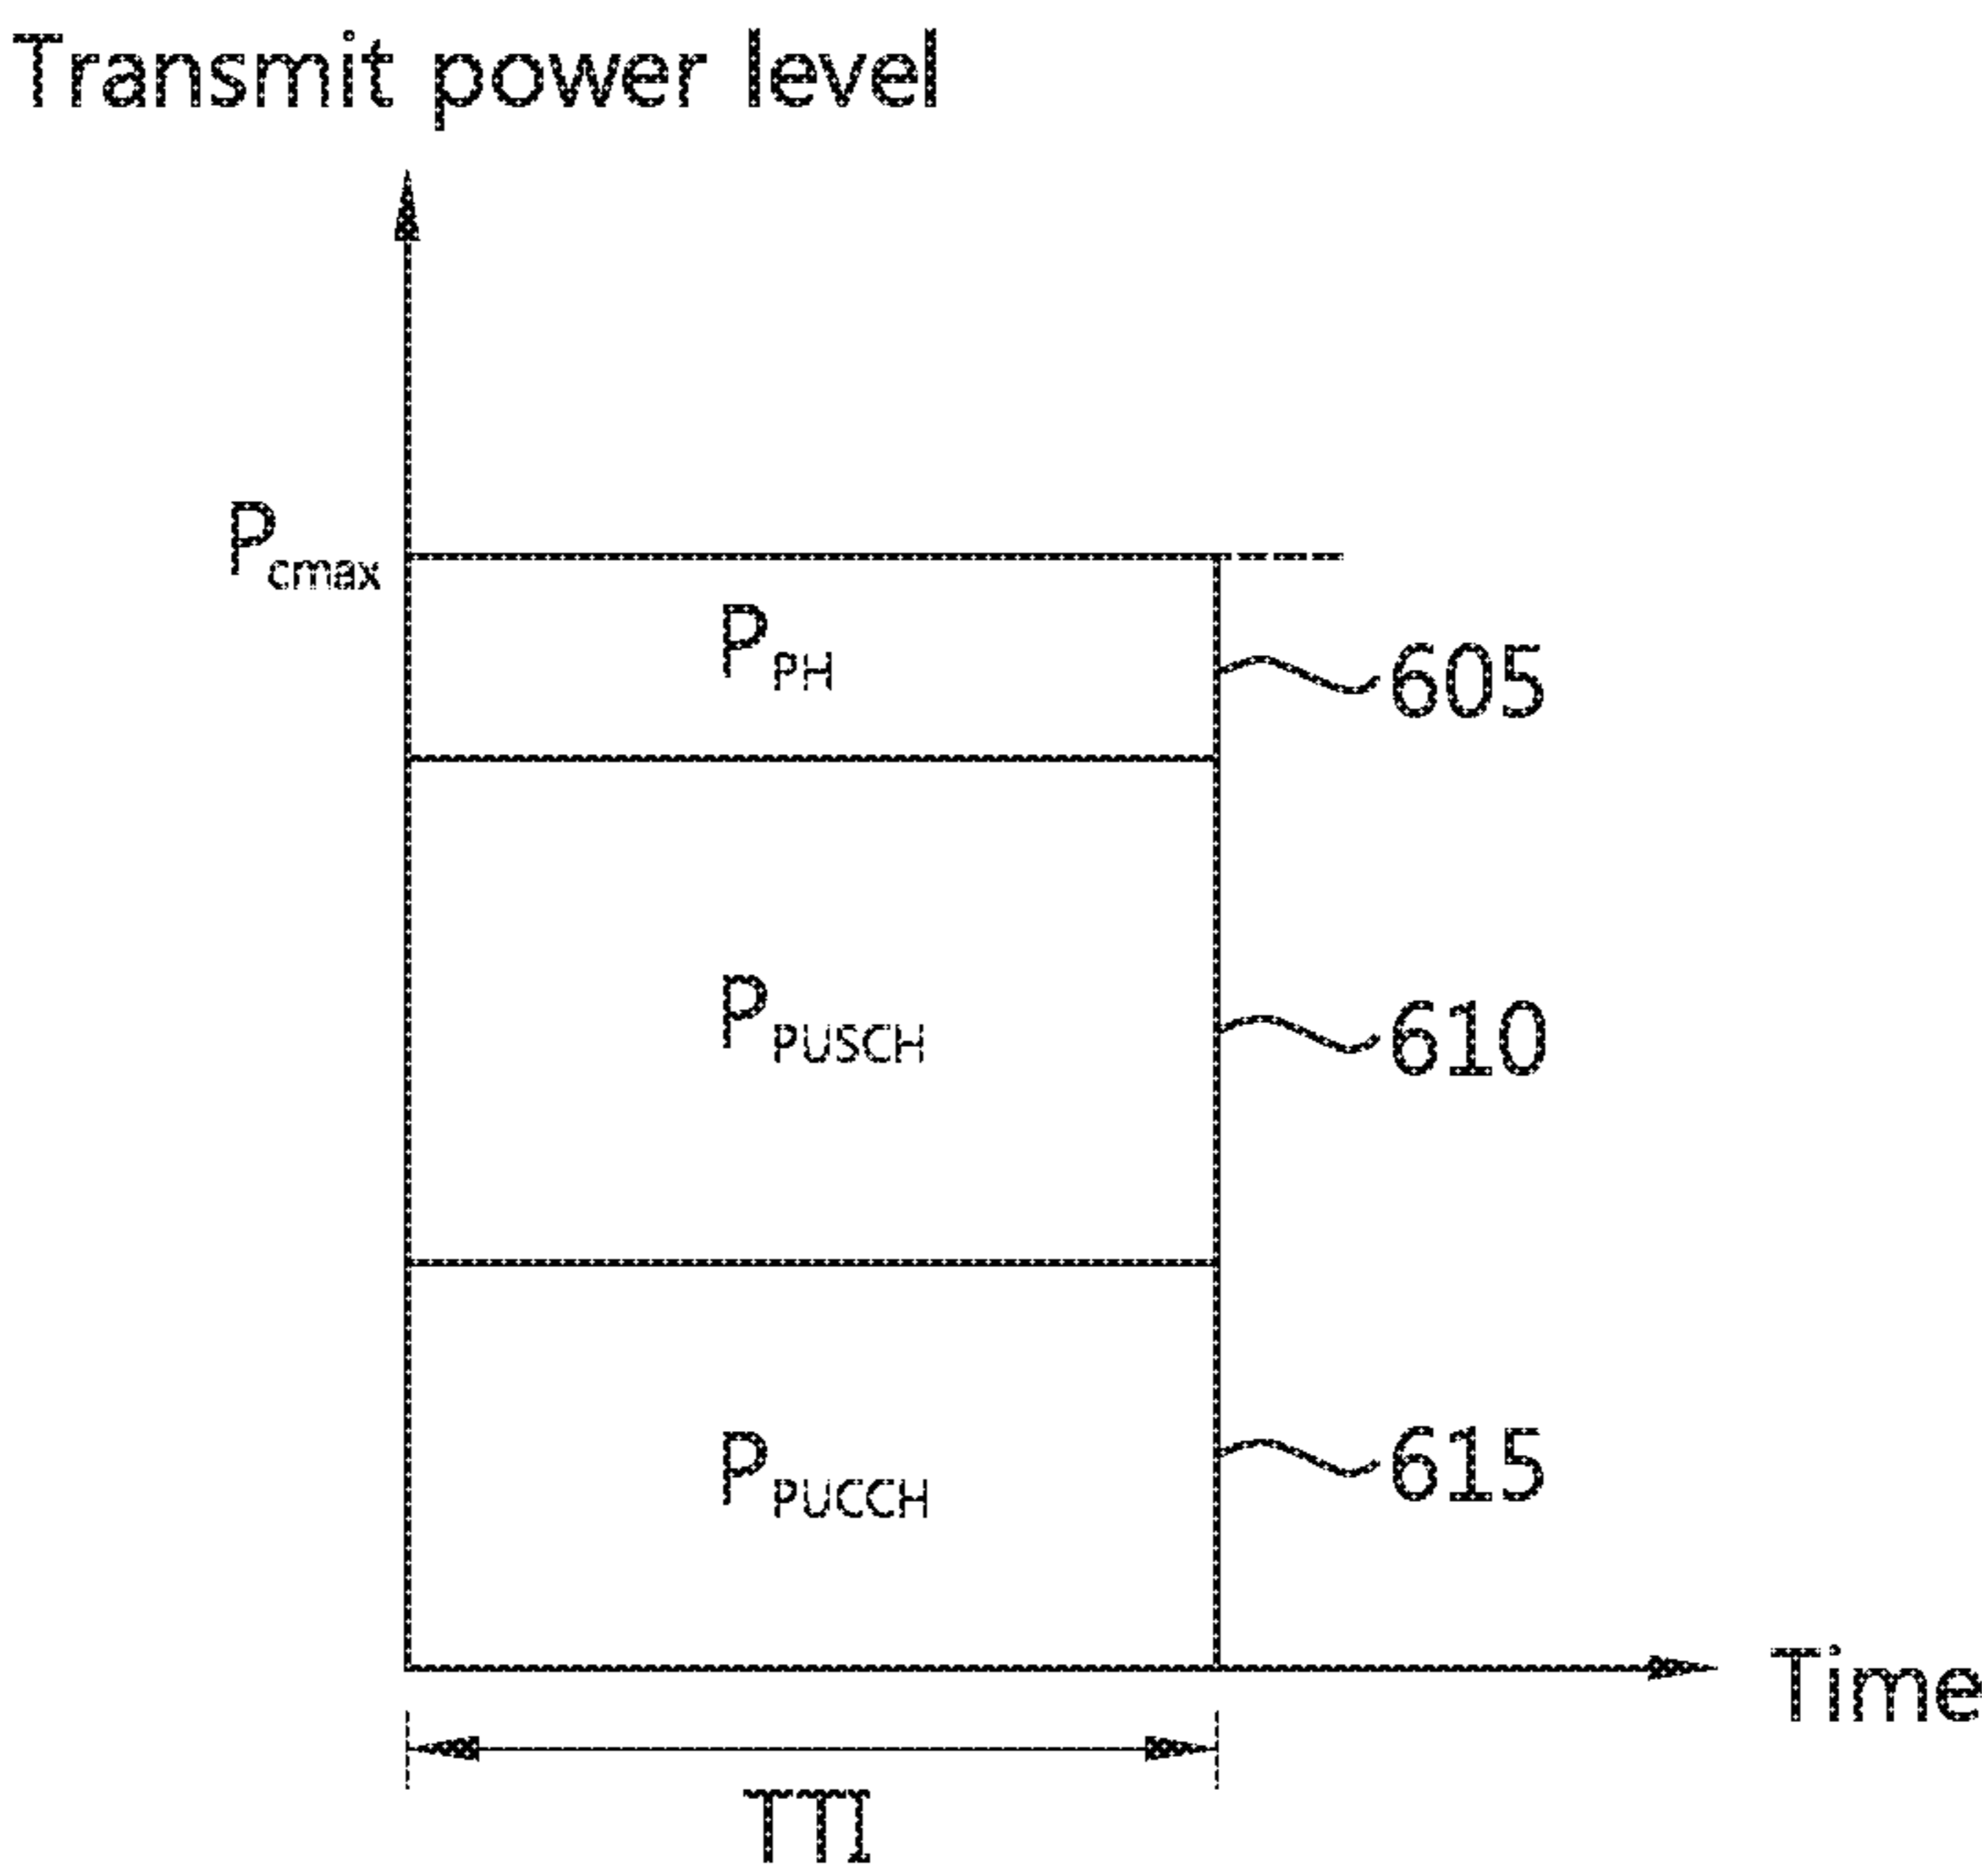 Transmit power level
Pcmax
PPH
605
PPUSCH
610
PPUCCH
615
Time
TTI